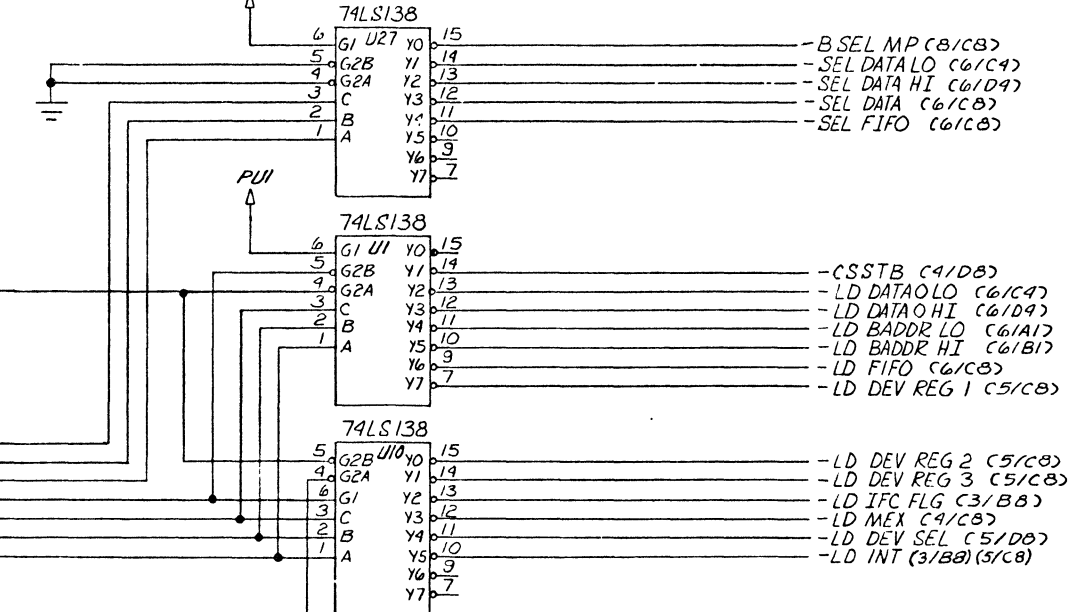 74LS138
U27
6 G1 Y0 15 -B SEL MP (8/C8)
5 G2B Y1 14 -SEL DATA LO (6/C4)
4 G2A Y2 13 -SEL DATA HI (6/D4)
3 C Y3 12 -SEL DATA (6/C8)
2 B Y4 11 -SEL FIFO (6/C8)
1 A Y5 10
Y6 9
Y7 7
PU1
74LS138
U1
6 G1 Y0 15
5 G2B Y1 14 -CSSTB (4/D8)
4 G2A Y2 13 -LD DATAO LO (6/C4)
3 C Y3 12 -LD DATAO HI (6/D4)
2 B Y4 11 -LD BADDR LO (6/A1)
1 A Y5 10 -LD BADDR HI (6/B1)
Y6 9 -LD FIFO (6/C8)
Y7 7 -LD DEV REG 1 (5/C8)
74LS138
U10
5 G2B Y0 15 -LD DEV REG 2 (5/C8)
4 G2A Y1 14 -LD DEV REG 3 (5/C8)
6 G1 Y2 13 -LD IFC FLG (3/B8)
3 C Y3 12 -LD MEX (4/C8)
2 B Y4 11 -LD DEV SEL (5/D8)
1 A Y5 10 -LD INT (3/B8)(5/C8)
Y6 9
Y7 7